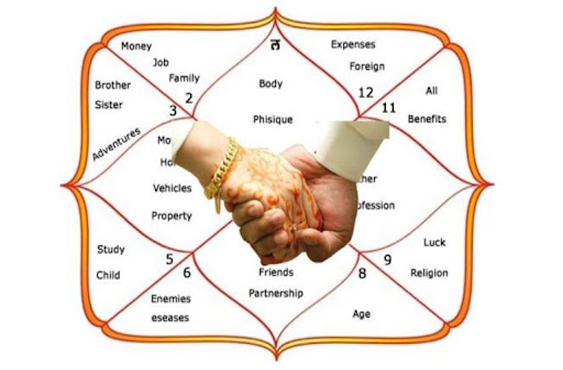 Money
Job
Family
2
ल
Body
Phisique
Expenses
Foreign
12
Brother
Sister
3
Adventures
All
11
Benefits
Mo
Ho
Vehicles
Property
her
ofession
Study
Child
5
6
Enemies
eseases
Friends
Partnership
8
Age
9
Luck
Religion